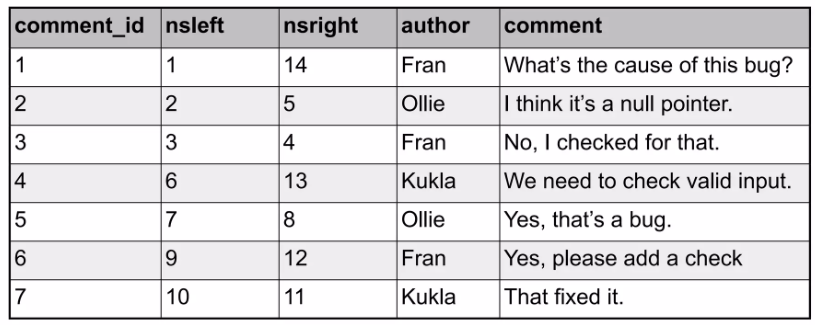 comment_id nsleft nsright author comment
1 1 14 Fran What's the cause of this bug?
2 2 5 Ollie I think it's a null pointer.
3 3 4 Fran No, I checked for that.
4 6 13 Kukla We need to check valid input.
5 7 8 Ollie Yes, that's a bug.
6 9 12 Fran Yes, please add a check
7 10 11 Kukla That fixed it.